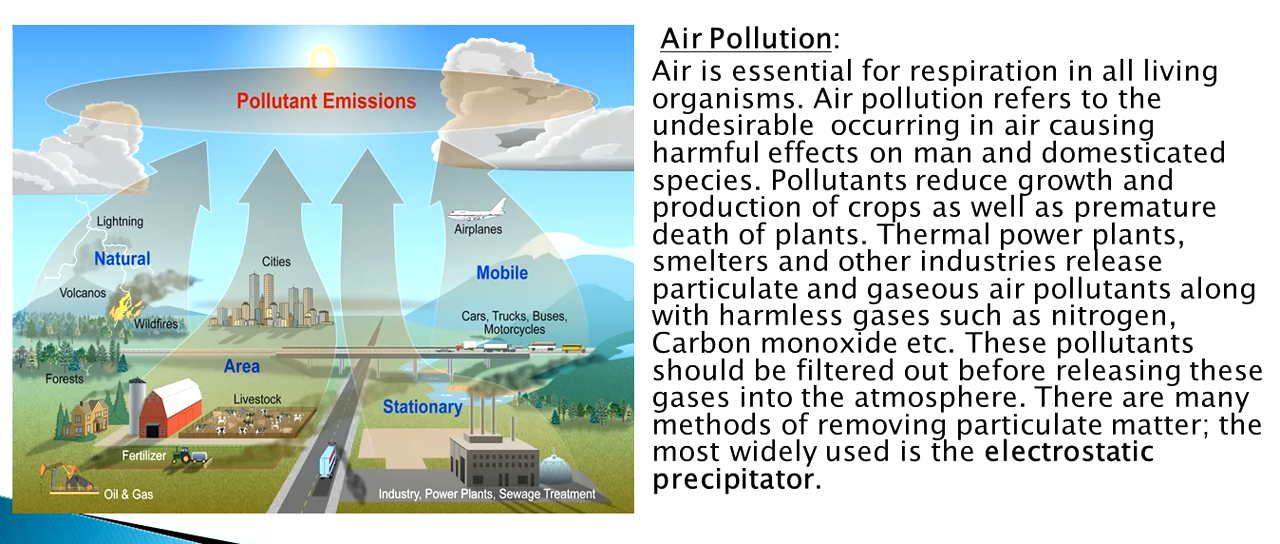 Pollutant Emissions
Lightning
Airplanes
Natural
Cities
Mobile
Volcanos
Wildfires
Cars, Trucks, Buses,
Motorcycles
Area
Forests
Livestock
Stationary
Fertilizer
Oil & Gas
Industry, Power Plants, Sewage Treatment
Air Pollution:
Air is essential for respiration in all living
organisms. Air pollution refers to the
undesirable  occurring in air causing
harmful effects on man and domesticated
species. Pollutants reduce growth and
production of crops as well as premature
death of plants. Thermal power plants,
smelters and other industries release
particulate and gaseous air pollutants along
with harmless gases such as nitrogen,
Carbon monoxide etc. These pollutants
should be filtered out before releasing these
gases into the atmosphere. There are many
methods of removing particulate matter; the
most widely used is the electrostatic
precipitator.